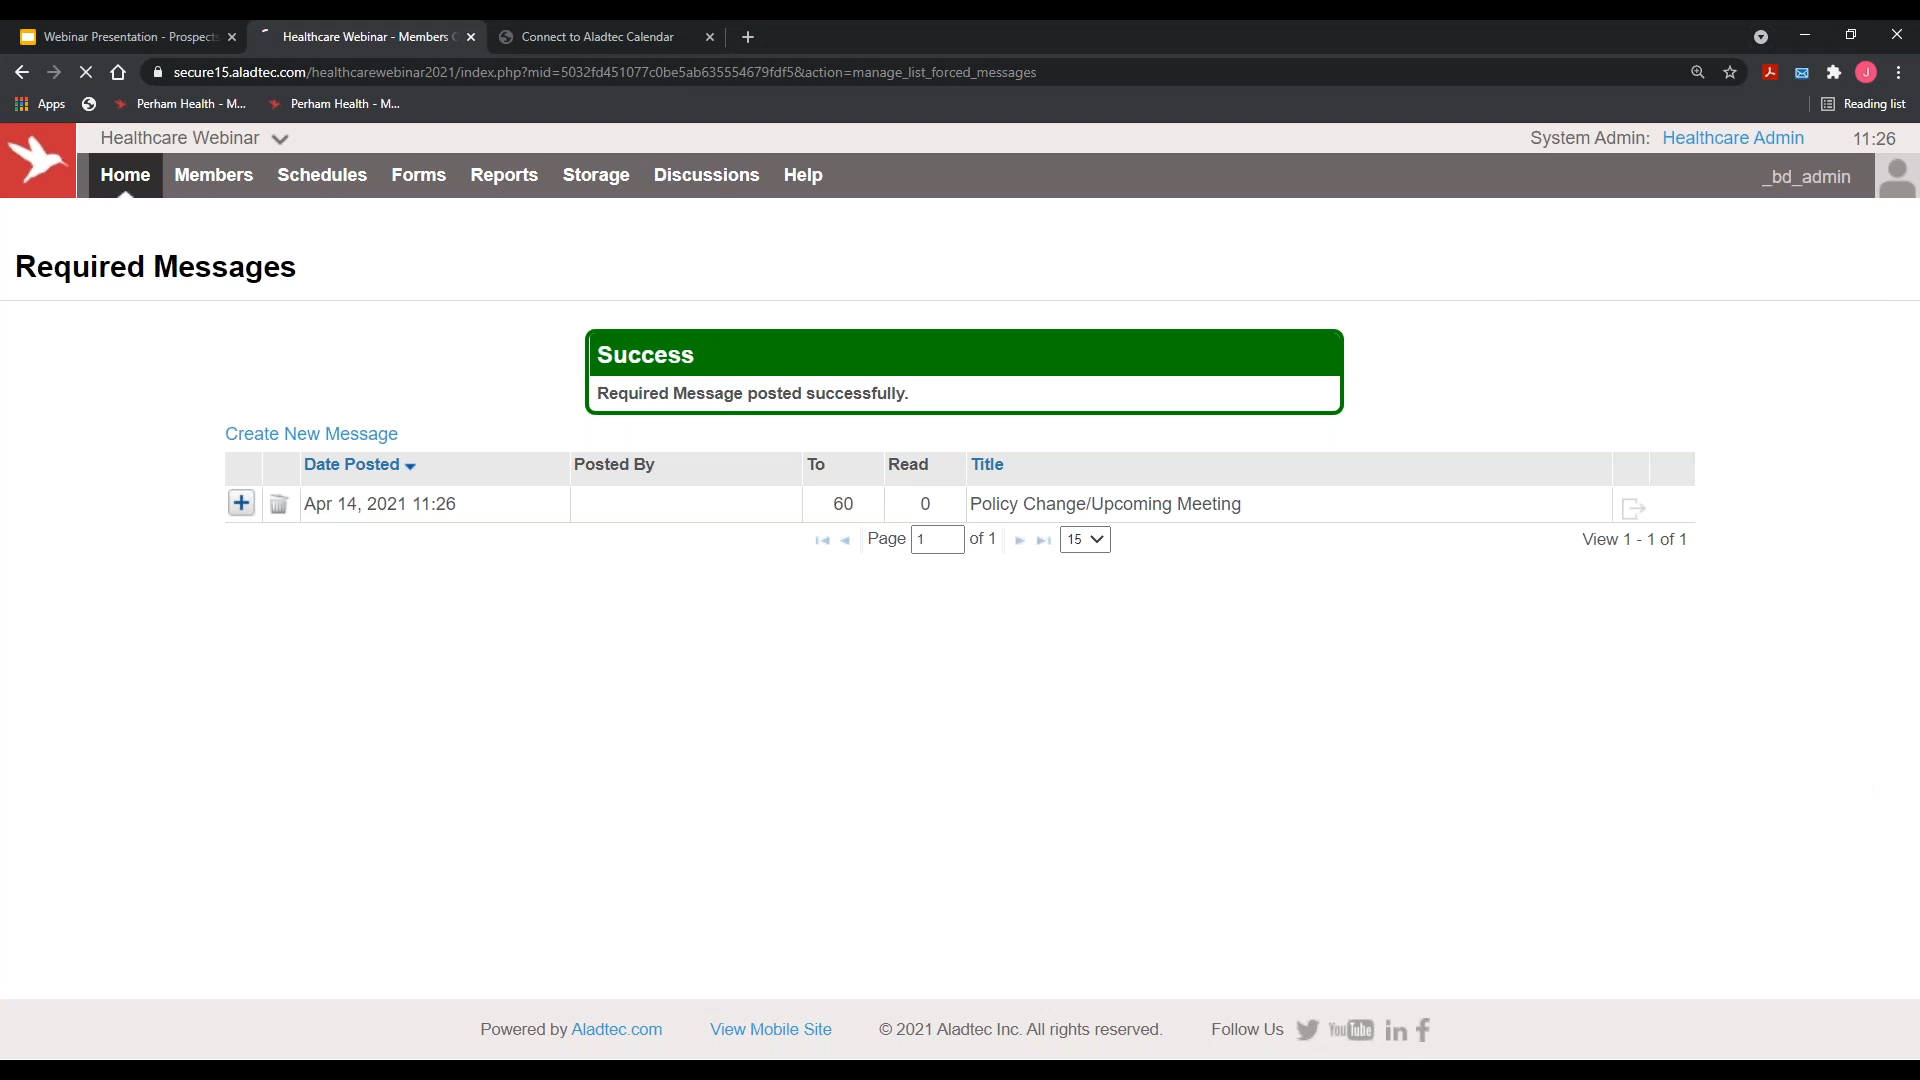 Webinar Presentation - Prospects
Healthcare Webinar - Members
Connect to Aladtec Calendar
secure15.aladtec.com/healthcarewebinar2021/index.php?mid=5032fd451077c0be5ab635554679fdf5&action=manage_list_forced_messages
J
Apps
Perham Health - M...
Perham Health - M...
Reading list
Healthcare Webinar
System Admin: Healthcare Admin
11:26
Home Members Schedules Forms Reports Storage Discussions Help
_bd_admin
Required Messages
Success
Required Message posted successfully.
Create New Message
Date Posted Posted By To Read Title
Apr 14, 2021 11:26 60 0 Policy Change/Upcoming Meeting
Page 1 of 1 15 View 1 - 1 of 1
Powered by Aladtec.com View Mobile Site © 2021 Aladtec Inc. All rights reserved. Follow Us YouTube in f